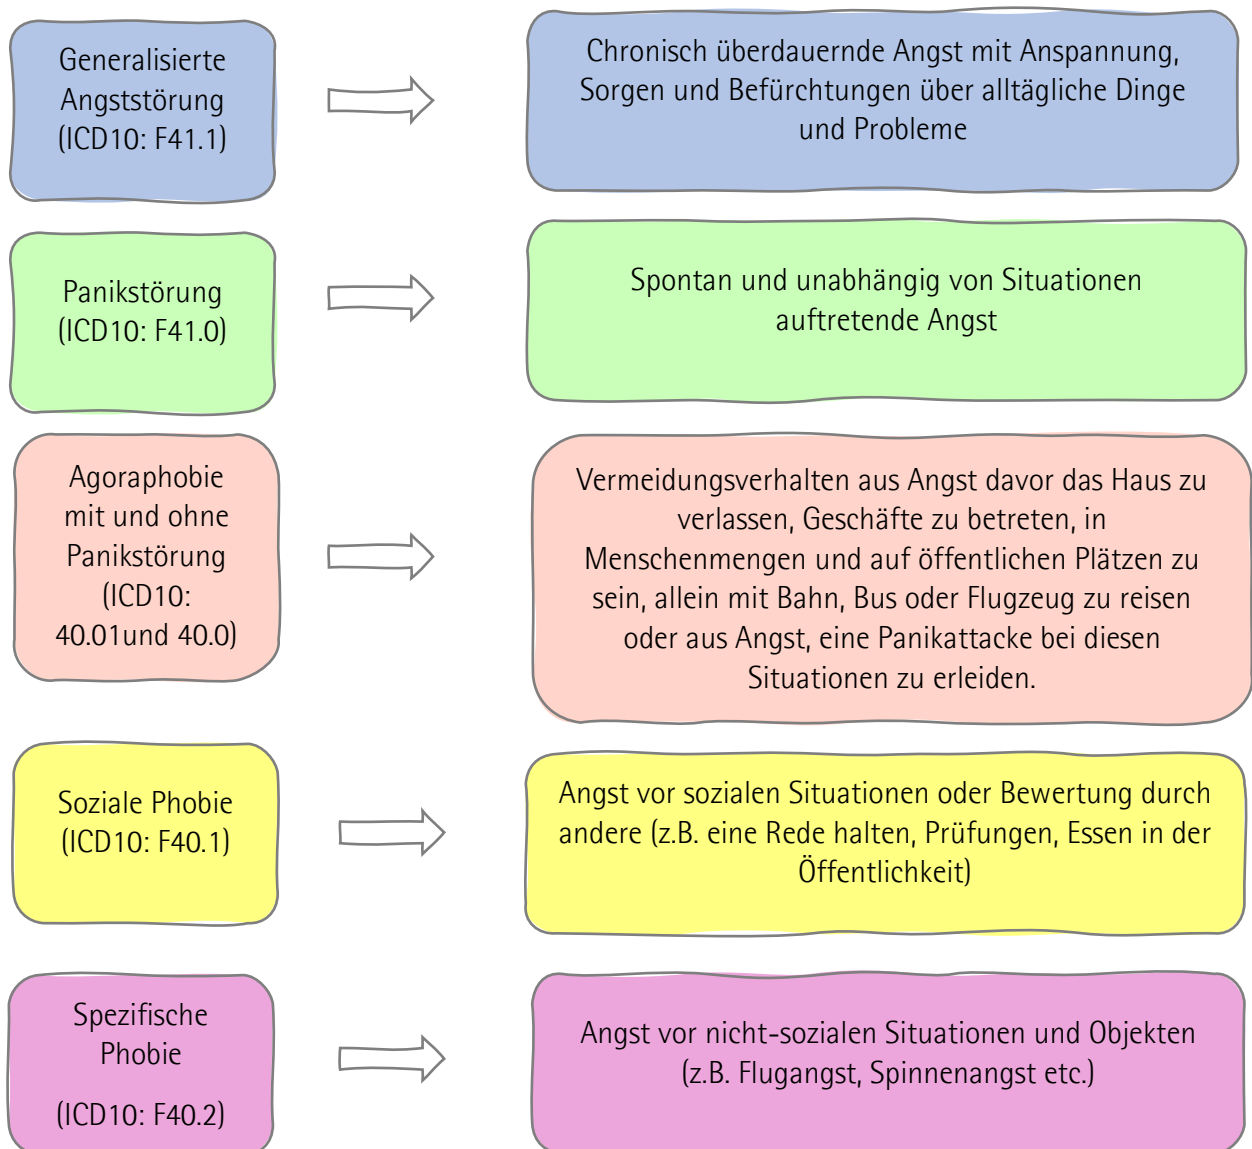 Generalisierte
Angststörung
(ICD10: F41.1)
Chronisch überdauernde Angst mit Anspannung,
Sorgen und Befürchtungen über alltägliche Dinge
und Probleme
Panikstörung
(ICD10: F41.0)
Spontan und unabhängig von Situationen
auftretende Angst
Agoraphobie
mit und ohne
Panikstörung
(ICD10:
40.01und 40.0)
Vermeidungsverhalten aus Angst davor das Haus zu
verlassen, Geschäfte zu betreten, in
Menschenmengen und auf öffentlichen Plätzen zu
sein, allein mit Bahn, Bus oder Flugzeug zu reisen
oder aus Angst, eine Panikattacke bei diesen
Situationen zu erleiden.
Soziale Phobie
(ICD10: F40.1)
Angst vor sozialen Situationen oder Bewertung durch
andere (z.B. eine Rede halten, Prüfungen, Essen in der
Öffentlichkeit)
Spezifische
Phobie
(ICD10: F40.2)
Angst vor nicht-sozialen Situationen und Objekten
(z.B. Flugangst, Spinnenangst etc.)